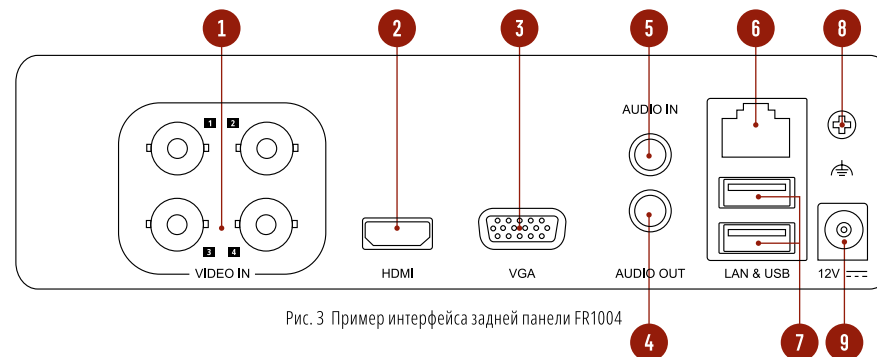 1 2 3 5 6 8
AUDIO IN
1 2
3 4
VIDEO IN HDMI VGA AUDIO OUT LAN & USB 12V
Рис. 3 Пример интерфейса задней панели FR1004
4 7 9